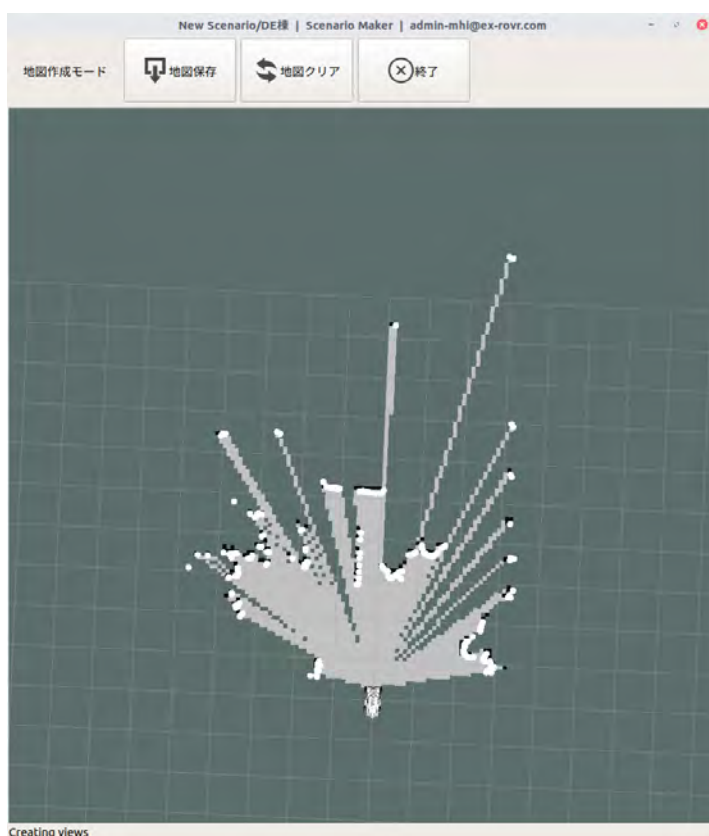 New Scenario/DE棟 | Scenario Maker | admin-mhi@ex-rovr.com
地図作成モード 地図保存 地図クリア 終了
Creating views